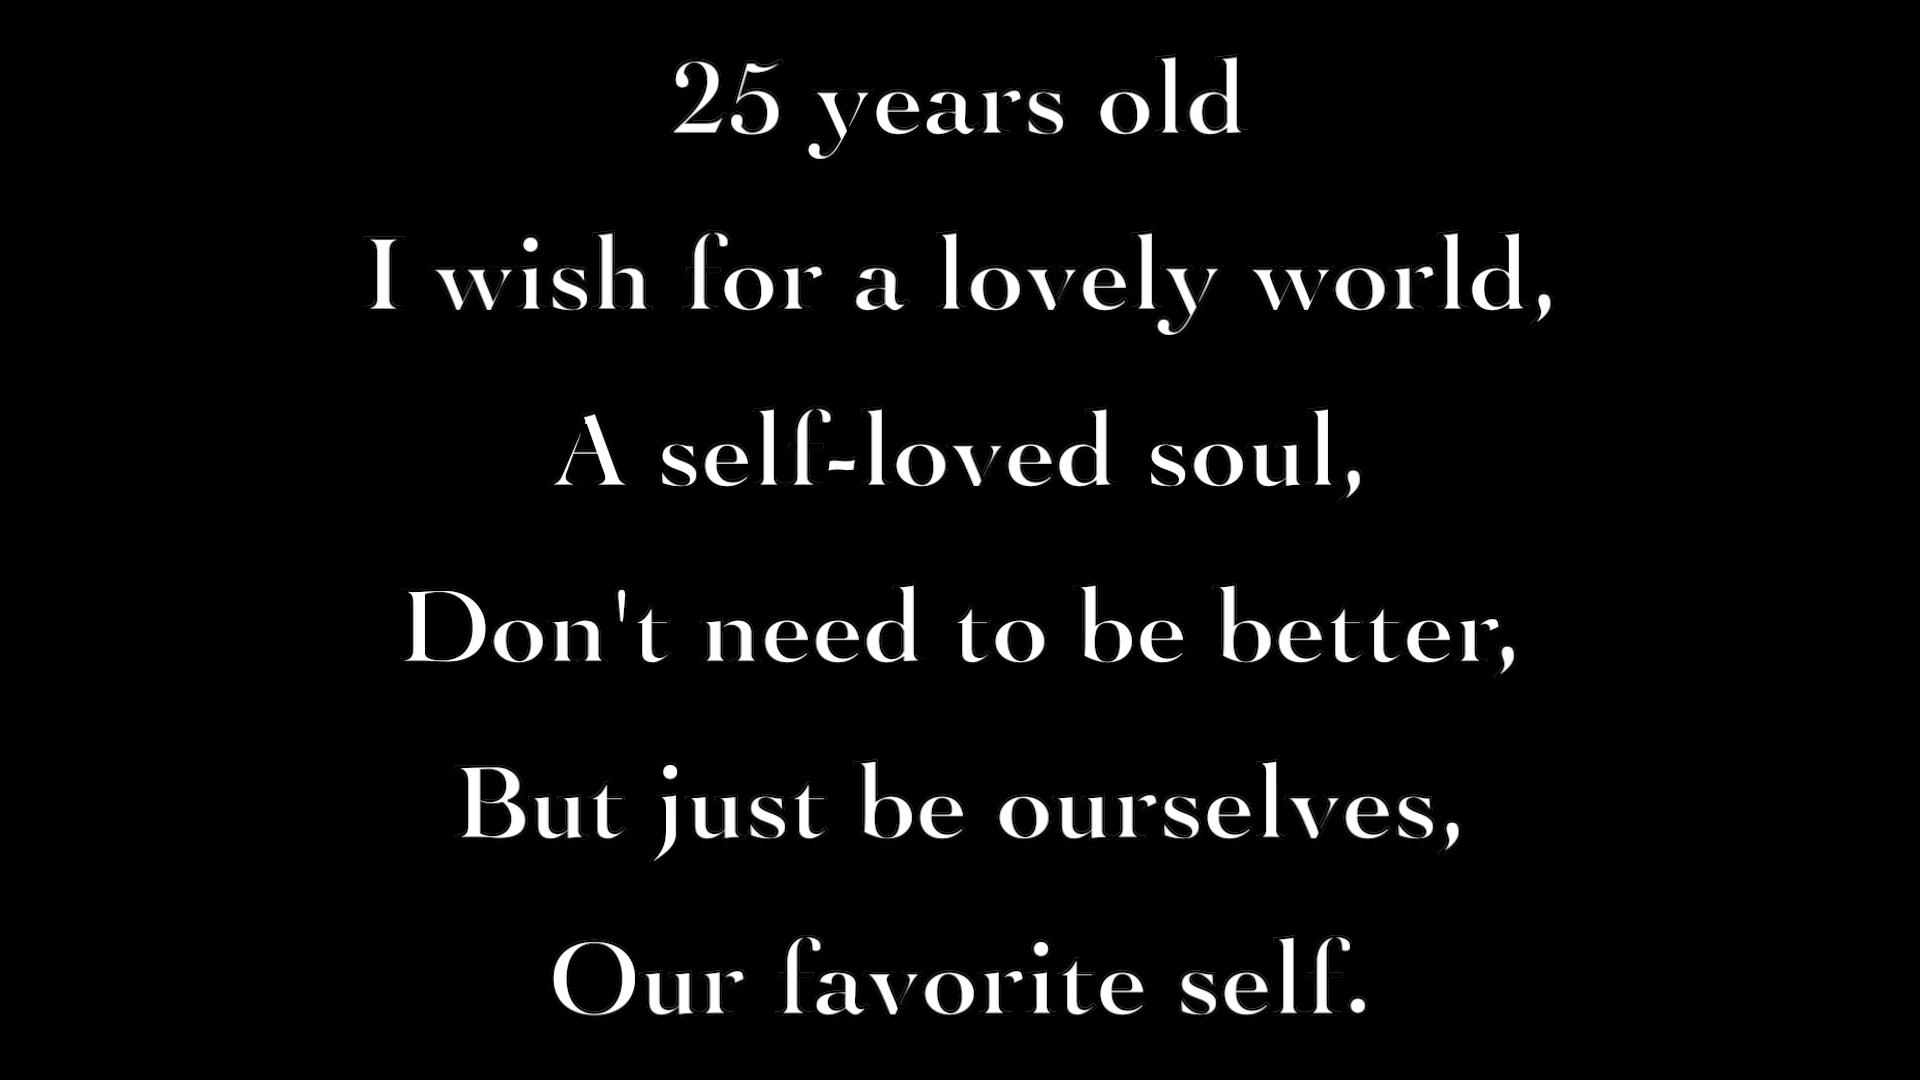 25 years old
I wish for a lovely world,
A self-loved soul,
Don't need to be better,
But just be ourselves,
Our favorite self.